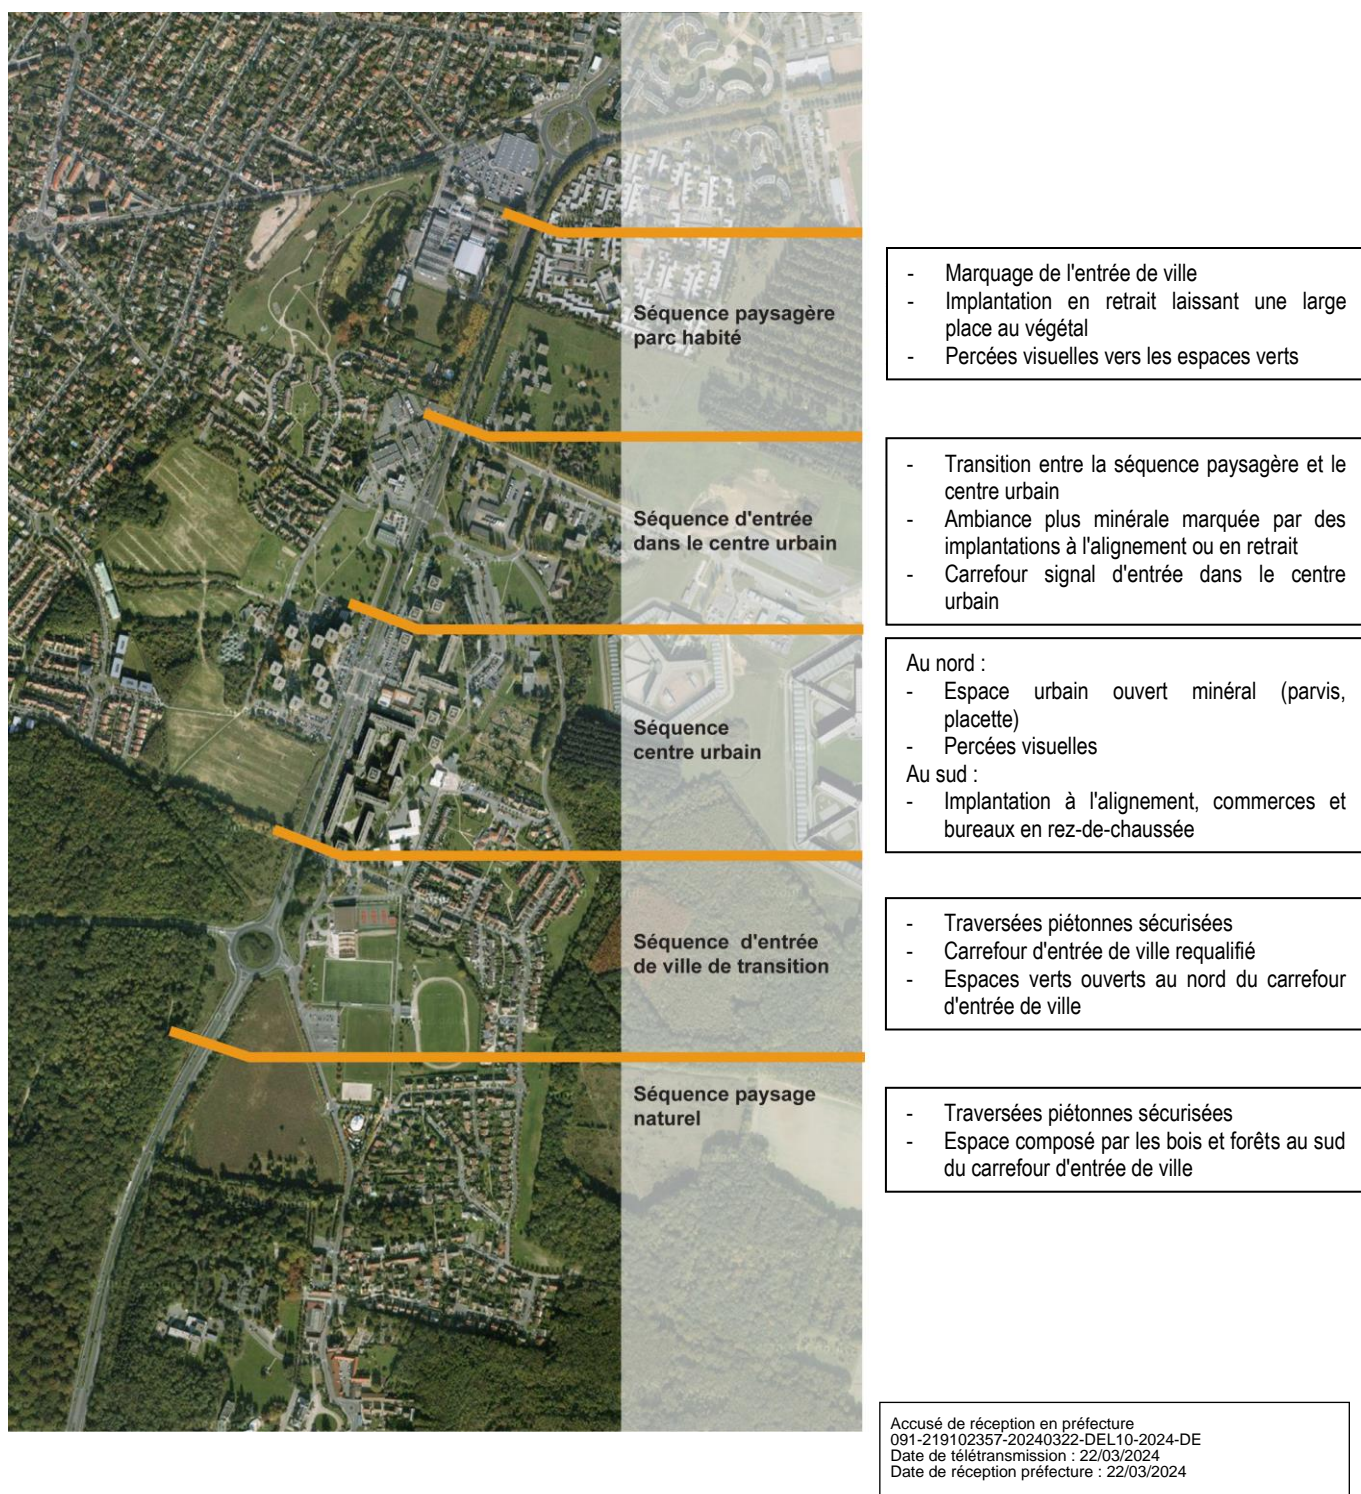 Séquence paysagère
parc habité
- Marquage de l'entrée de ville
- Implantation en retrait laissant une large
place au végétal
- Percées visuelles vers les espaces verts
Séquence d'entrée
dans le centre urbain
- Transition entre la séquence paysagère et le
centre urbain
- Ambiance plus minérale marquée par des
implantations à l'alignement ou en retrait
- Carrefour signal d'entrée dans le centre
urbain
Séquence
centre urbain
Au nord :
- Espace urbain ouvert minéral (parvis,
placette)
- Percées visuelles
Au sud :
- Implantation à l'alignement, commerces et
bureaux en rez-de-chaussée
Séquence d'entrée
de ville de transition
- Traversées piétonnes sécurisées
- Carrefour d'entrée de ville requalifié
- Espaces verts ouverts au nord du carrefour
d'entrée de ville
Séquence paysage
naturel
- Traversées piétonnes sécurisées
- Espace composé par les bois et forêts au sud
du carrefour d'entrée de ville
Accusé de réception en préfecture
091-219102357-20240322-DEL10-2024-DE
Date de télétransmission : 22/03/2024
Date de réception préfecture : 22/03/2024